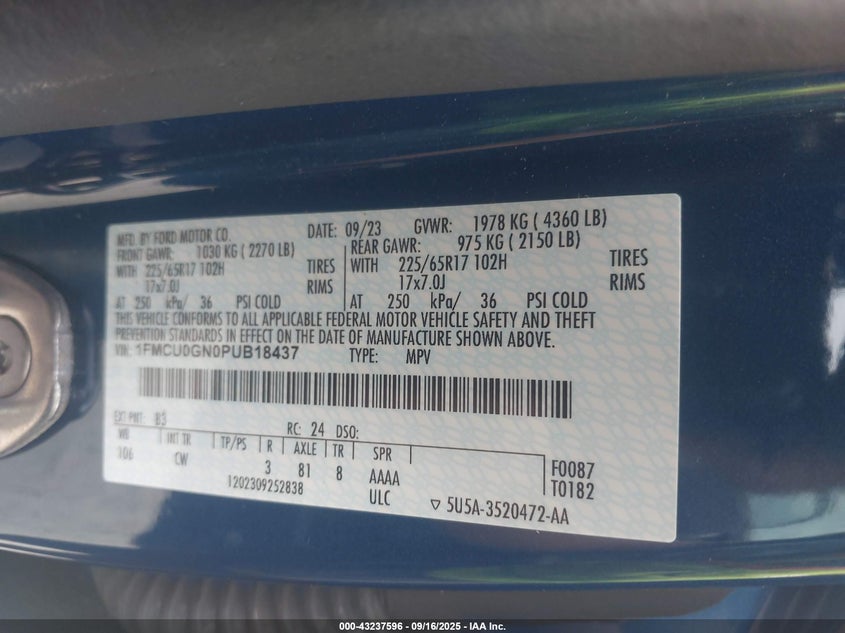 MFD. BY FORD MOTOR CO.
DATE: 09/23 GVWR: 1978 KG ( 4360 LB)
FRONT GAWR: 1030 KG ( 2270 LB)
WITH 225/65R17 102H TIRES
17x7.0J RIMS
AT 250 kPa/ 36 PSI COLD
REAR GAWR: 975 KG ( 2150 LB)
WITH 225/65R17 102H TIRES
17x7.0J RIMS
AT 250 kPa/ 36 PSI COLD
THIS VEHICLE CONFORMS TO ALL APPLICABLE FEDERAL MOTOR VEHICLE SAFETY AND THEFT
PREVENTION STANDARDS IN EFFECT ON THE DATE OF MANUFACTURE SHOWN ABOVE.
VIN: 1FMCU0GN0PUB18437 TYPE: MPV
EXT PNT: B3 RC: 24 DSO:
WB INT TR TP/PS R AXLE TR SPR
106 CW 3 81 8 AAAA
1202309252838 ULC
F0087
T0182
▽ 5U5A-3520472-AA
000-43237596 - 09/16/2025 - IAA Inc.